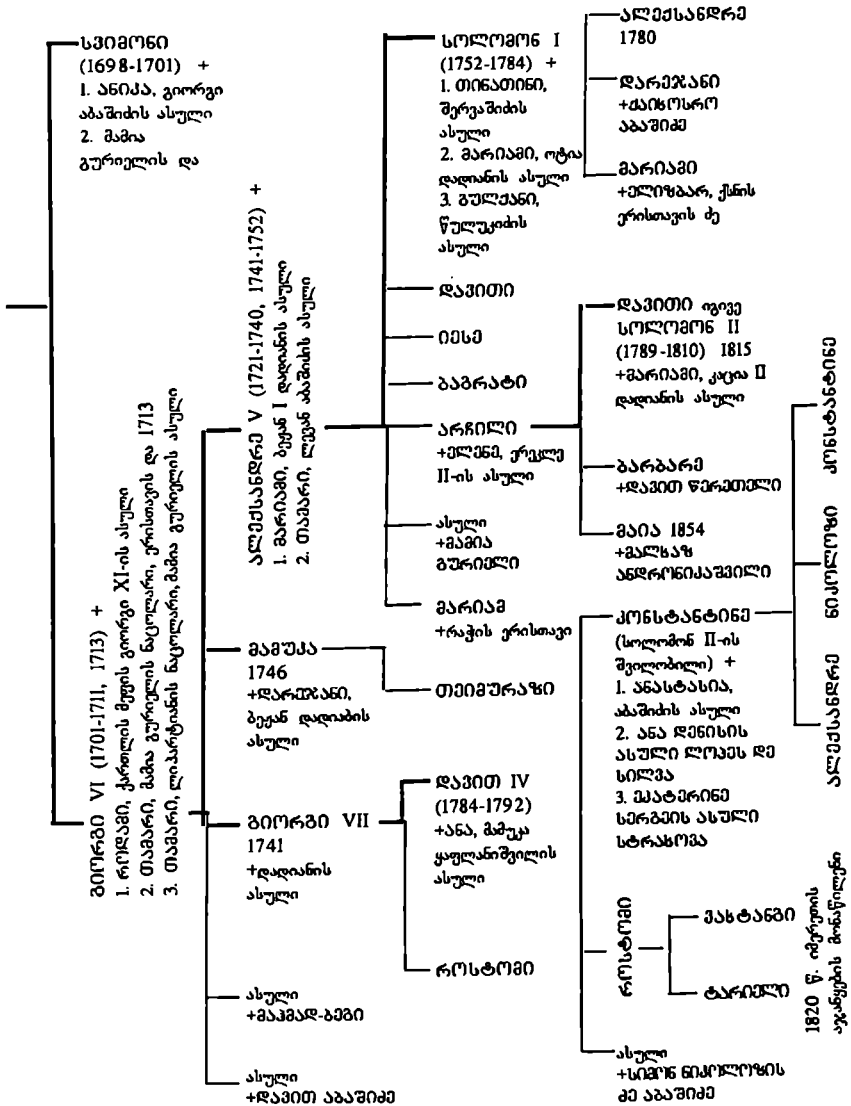 სვიმონი
(1698-1701) +
1. ანიკა, გიორგი
აბაშიძის ასული
2. მამია
გურიელის და
გიორგი VI (1701-1711, 1713) +
1. როდამი, ქართლის მეფის გიორგი XI-ის ასული
2. თამარი, მამია გურიელის ნაცოლარი, ერისთავის და 1713
3. თამარი, ლიპარტიანის ნაცოლარი, მამია გურიელის ასული
ალექსანდრე V (1721-1740, 1741-1752) +
1. მარიამი, ბეჟან I დადიანის ასული
2. თამარი, ლევან აბაშიძის ასული
მამუკა
1746
+დარეჯანი,
ბეჟან დადიაბის
ასული
გიორგი VII
1741
+დადიანის
ასული
ასული
+მაჰმად-ბეგი
ასული
+დავით აბაშიძე
სოლომონ I
(1752-1784) +
1. თინათინი,
შერვაშიძის
ასული
2. მარიამი, ოტია
დადიანის ასული
3. გულქანი,
წულუკიძის
ასული
დავითი
იესე
ბაგრატი
არჩილი
+ელენე, ერეკლე
II-ის ასული
ასული
+მამია
გურიელი
მარიამ
+რაჭის ერისთავი
თეიმურაზი
დავით IV
(1784-1792)
+ანა, მამუკა
ყაფლანიშვილის
ასული
როსტომი
ალექსანდრე
1780
დარეჯანი
+ქაიხოსრო
აბაშიძე
მარიამი
+ელიზბარ, ქსნის
ერისთავის ძე
დავითი იგივე
სოლომონ II
(1789-1810) 1815
+მარიამი, კაცია II
დადიანის ასული
ბარბარე
+დავით წერეთელი
მაია 1854
+მალხაზ
ანდრონიკაშვილი
კონსტანტინე
(სოლომონ II-ის
შვილობილი) +
1. ანასტასია,
აბაშიძის ასული
2. ანა დენისის
ასული ლოპეს დე
სილვა
3. ეკატერინე
სერგეის ასული
სტრახოვა
როსტომი
ვახტანგი
ტარიელი
ასული
+სიმონ ნიკოლოზის
ძე აბაშიძე
კონსტანტინე
ნიკოლოზი
ალექსანდრე
1820 წ. იმერეთის
აჯანყების მონაწილენი